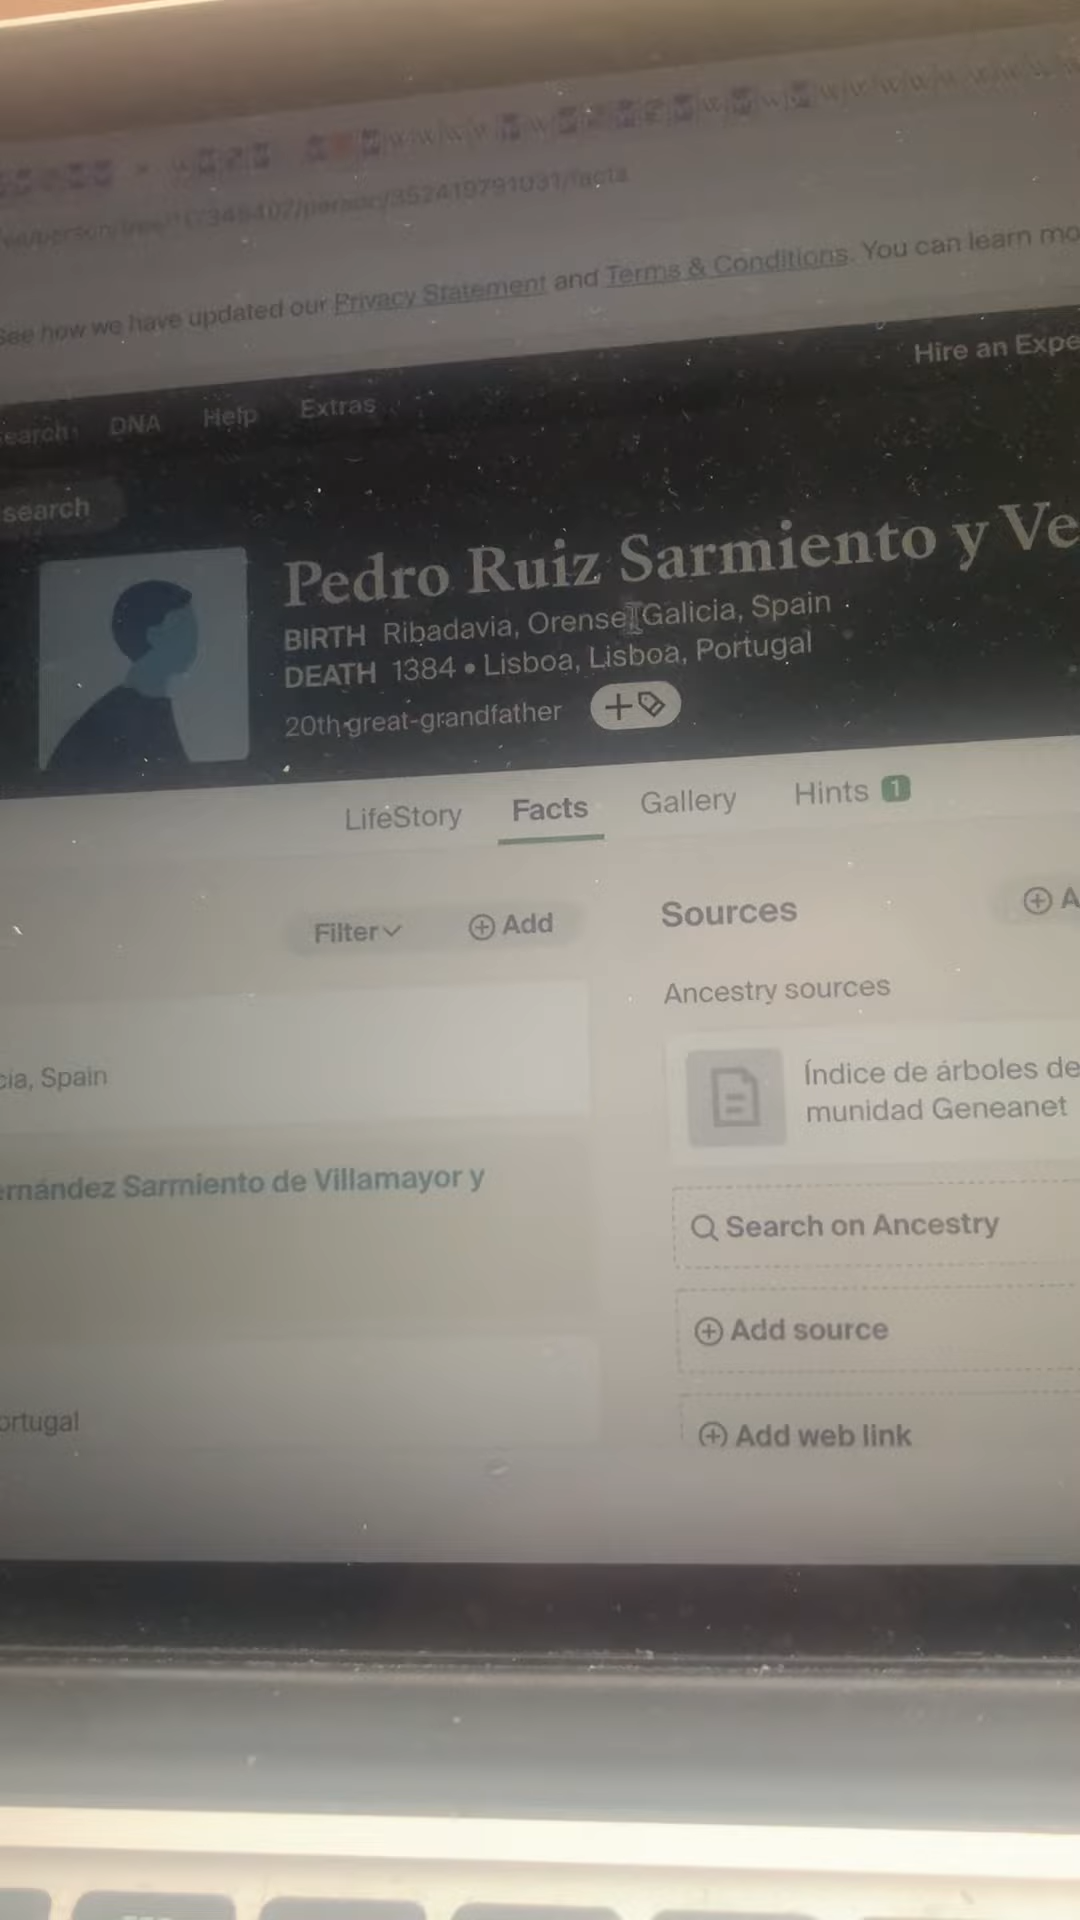 See how we have updated our Privacy Statement and Terms & Conditions. You can learn mo
Hire an Expe
earch DNA Help Extras
search
Pedro Ruiz Sarmiento y Ve
BIRTH Ribadavia, Orense, Galicia, Spain
DEATH 1384 • Lisboa, Lisboa, Portugal
20th great-grandfather
LifeStory Facts Gallery Hints 1
Filter Add
Sources
A
Ancestry sources
cia, Spain
Índice de árboles de
munidad Geneanet
ernández Sarmiento de Villamayor y
Search on Ancestry
Add source
ortugal
Add web link